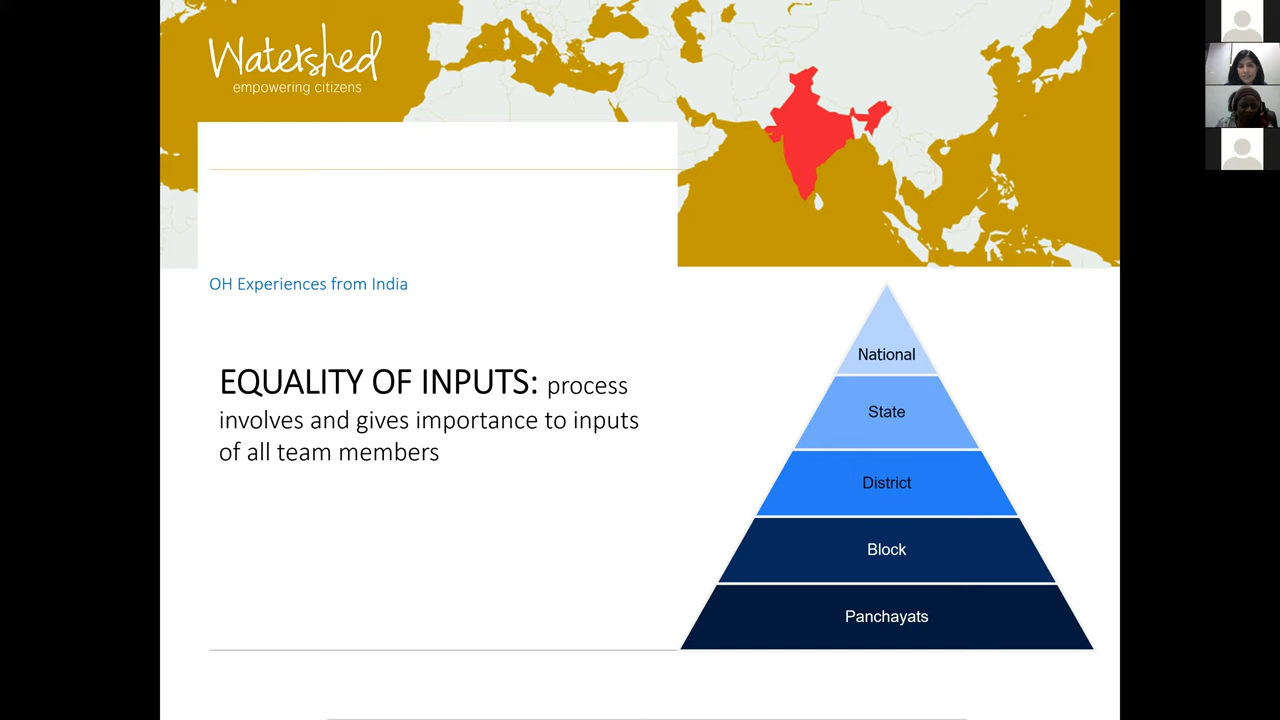 Watershed
empowering citizens
OH Experiences from India
EQUALITY OF INPUTS: process
involves and gives importance to inputs
of all team members
National
State
District
Block
Panchayats